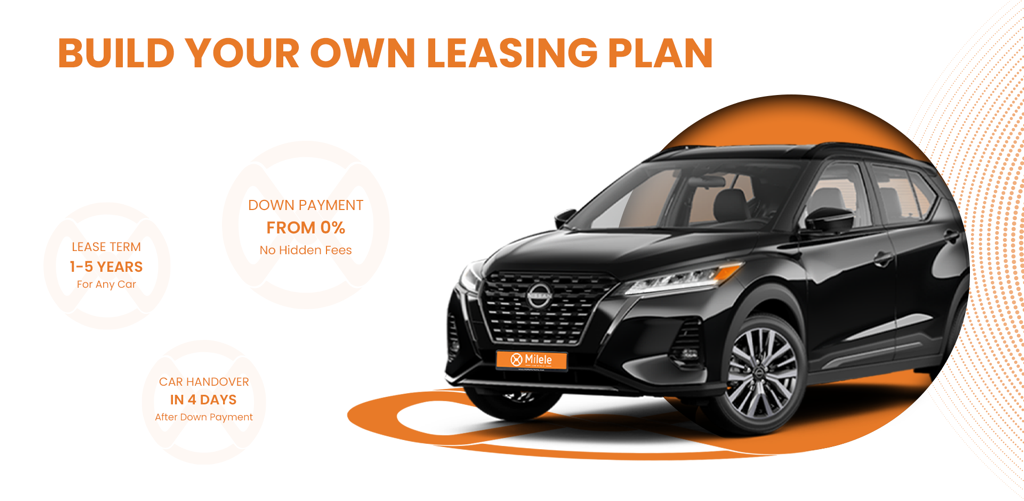 BUILD YOUR OWN LEASING PLAN
DOWN PAYMENT
FROM 0%
No Hidden Fees
LEASE TERM
1-5 YEARS
For Any Car
CAR HANDOVER
IN 4 DAYS
After Down Payment
NISSAN
Milele